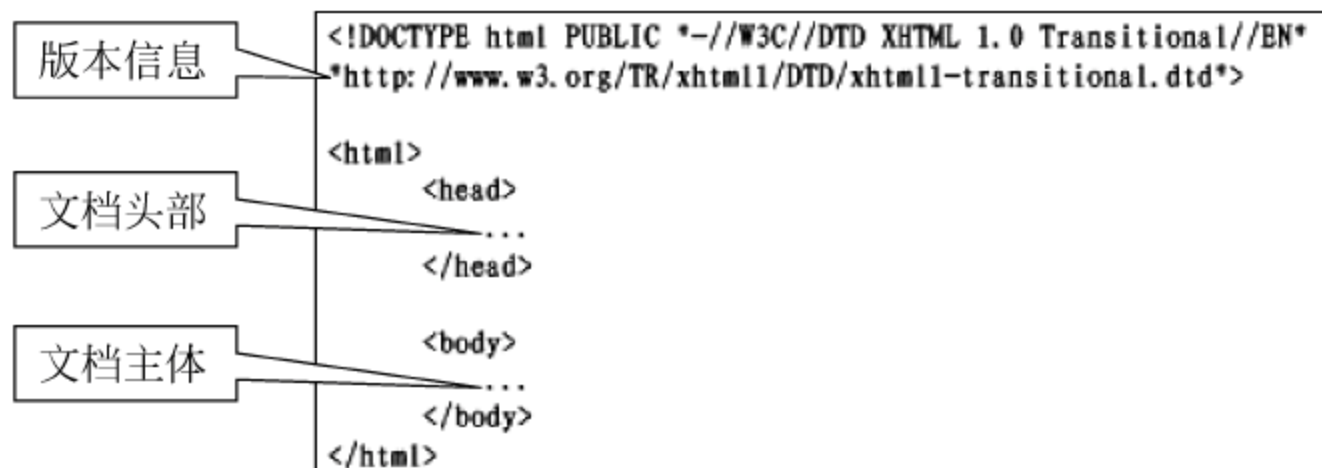 版本信息
<!DOCTYPE html PUBLIC "-//W3C//DTD XHTML 1.0 Transitional//EN"
"http://www.w3.org/TR/xhtml1/DTD/xhtml1-transitional.dtd">
<html>
<head>
文档头部
...
</head>
<body>
文档主体
...
</body>
</html>